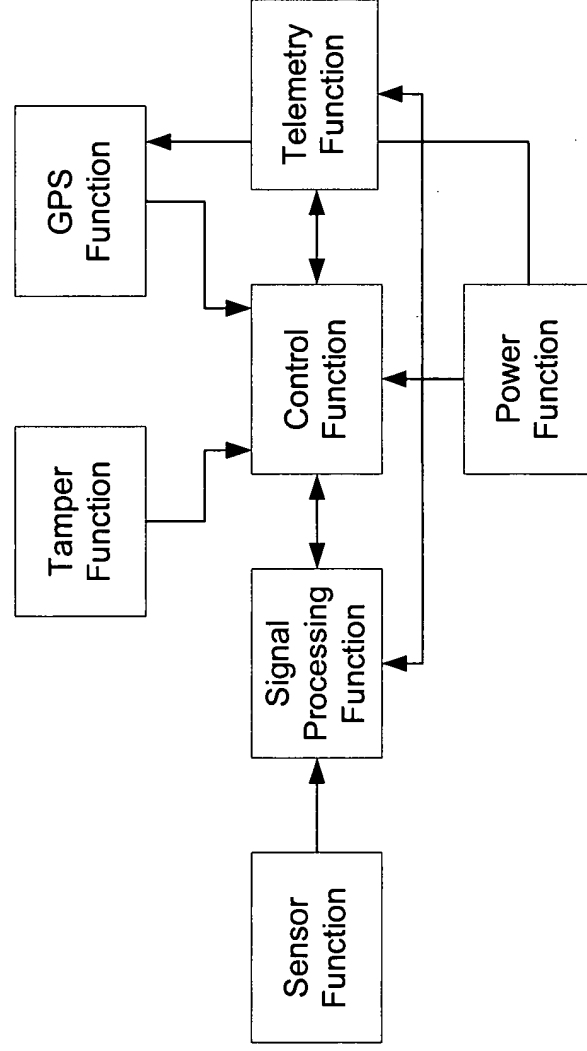 Sensor
Function
Signal
Processing
Function
Tamper
Function
Control
Function
Power
Function
GPS
Function
Telemetry
Function